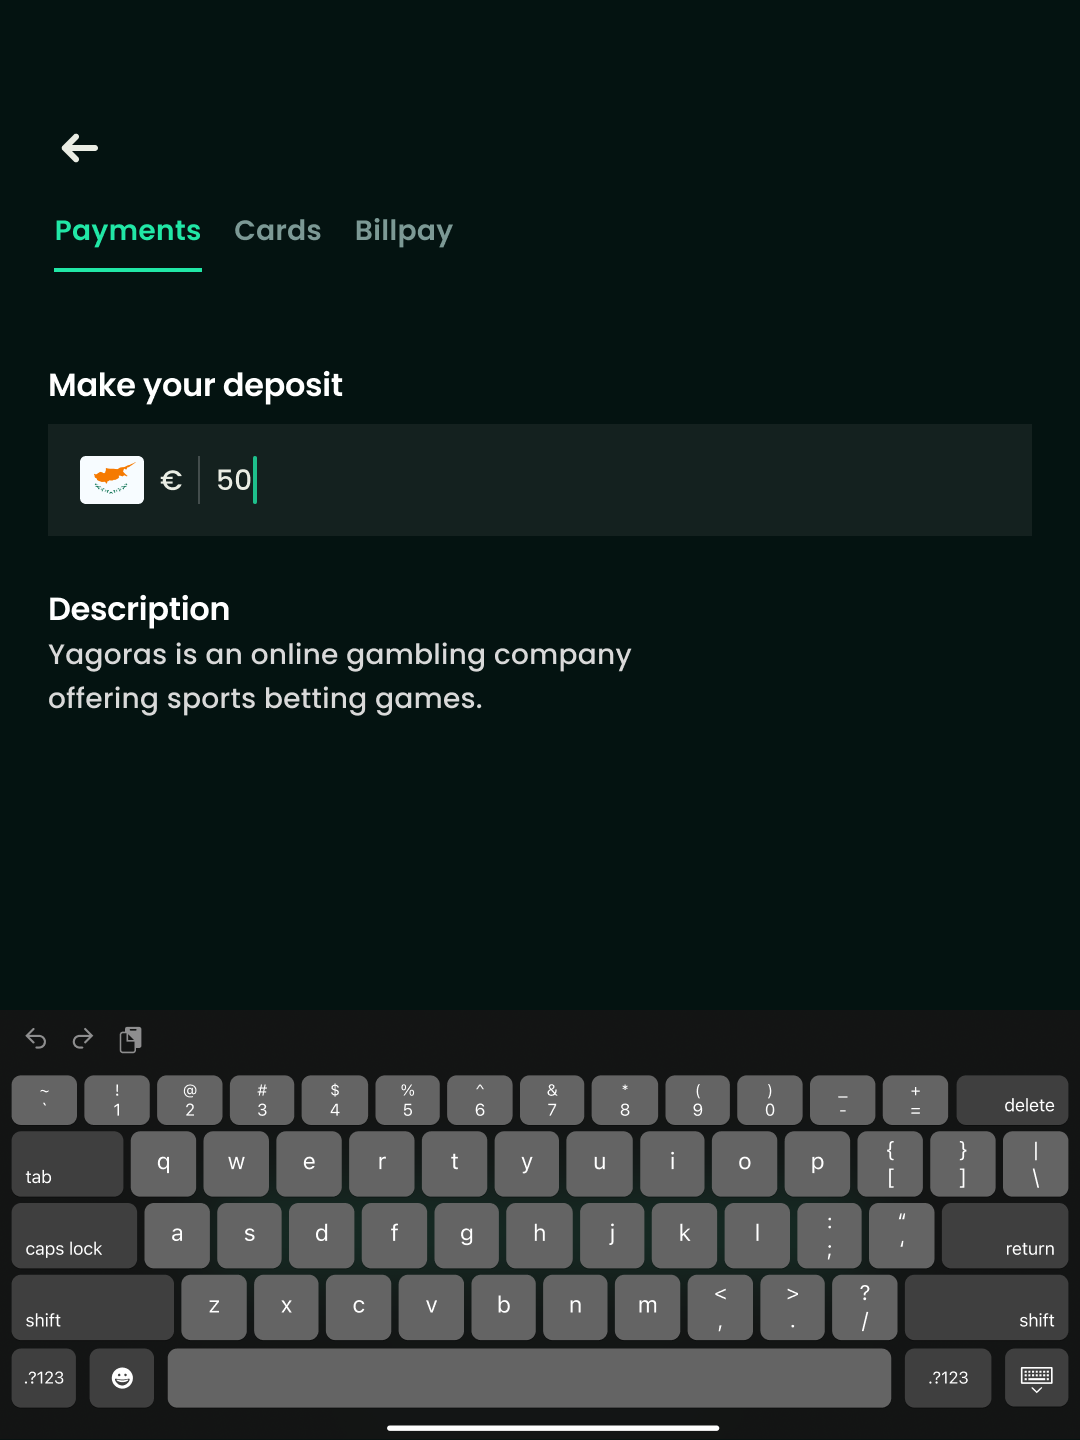 Payments Cards Billpay
Make your deposit
€ 50
Description
Yagoras is an online gambling company
offering sports betting games.
~ ! @ # $ % ^ & * ( ) _ +
` 1 2 3 4 5 6 7 8 9 0 - = delete
tab q w e r t y u i o p { [ } ] | \
caps lock a s d f g h j k l : ; “ ‘ return
shift z x c v b n m < , > . ? / shift
.?123 .?123